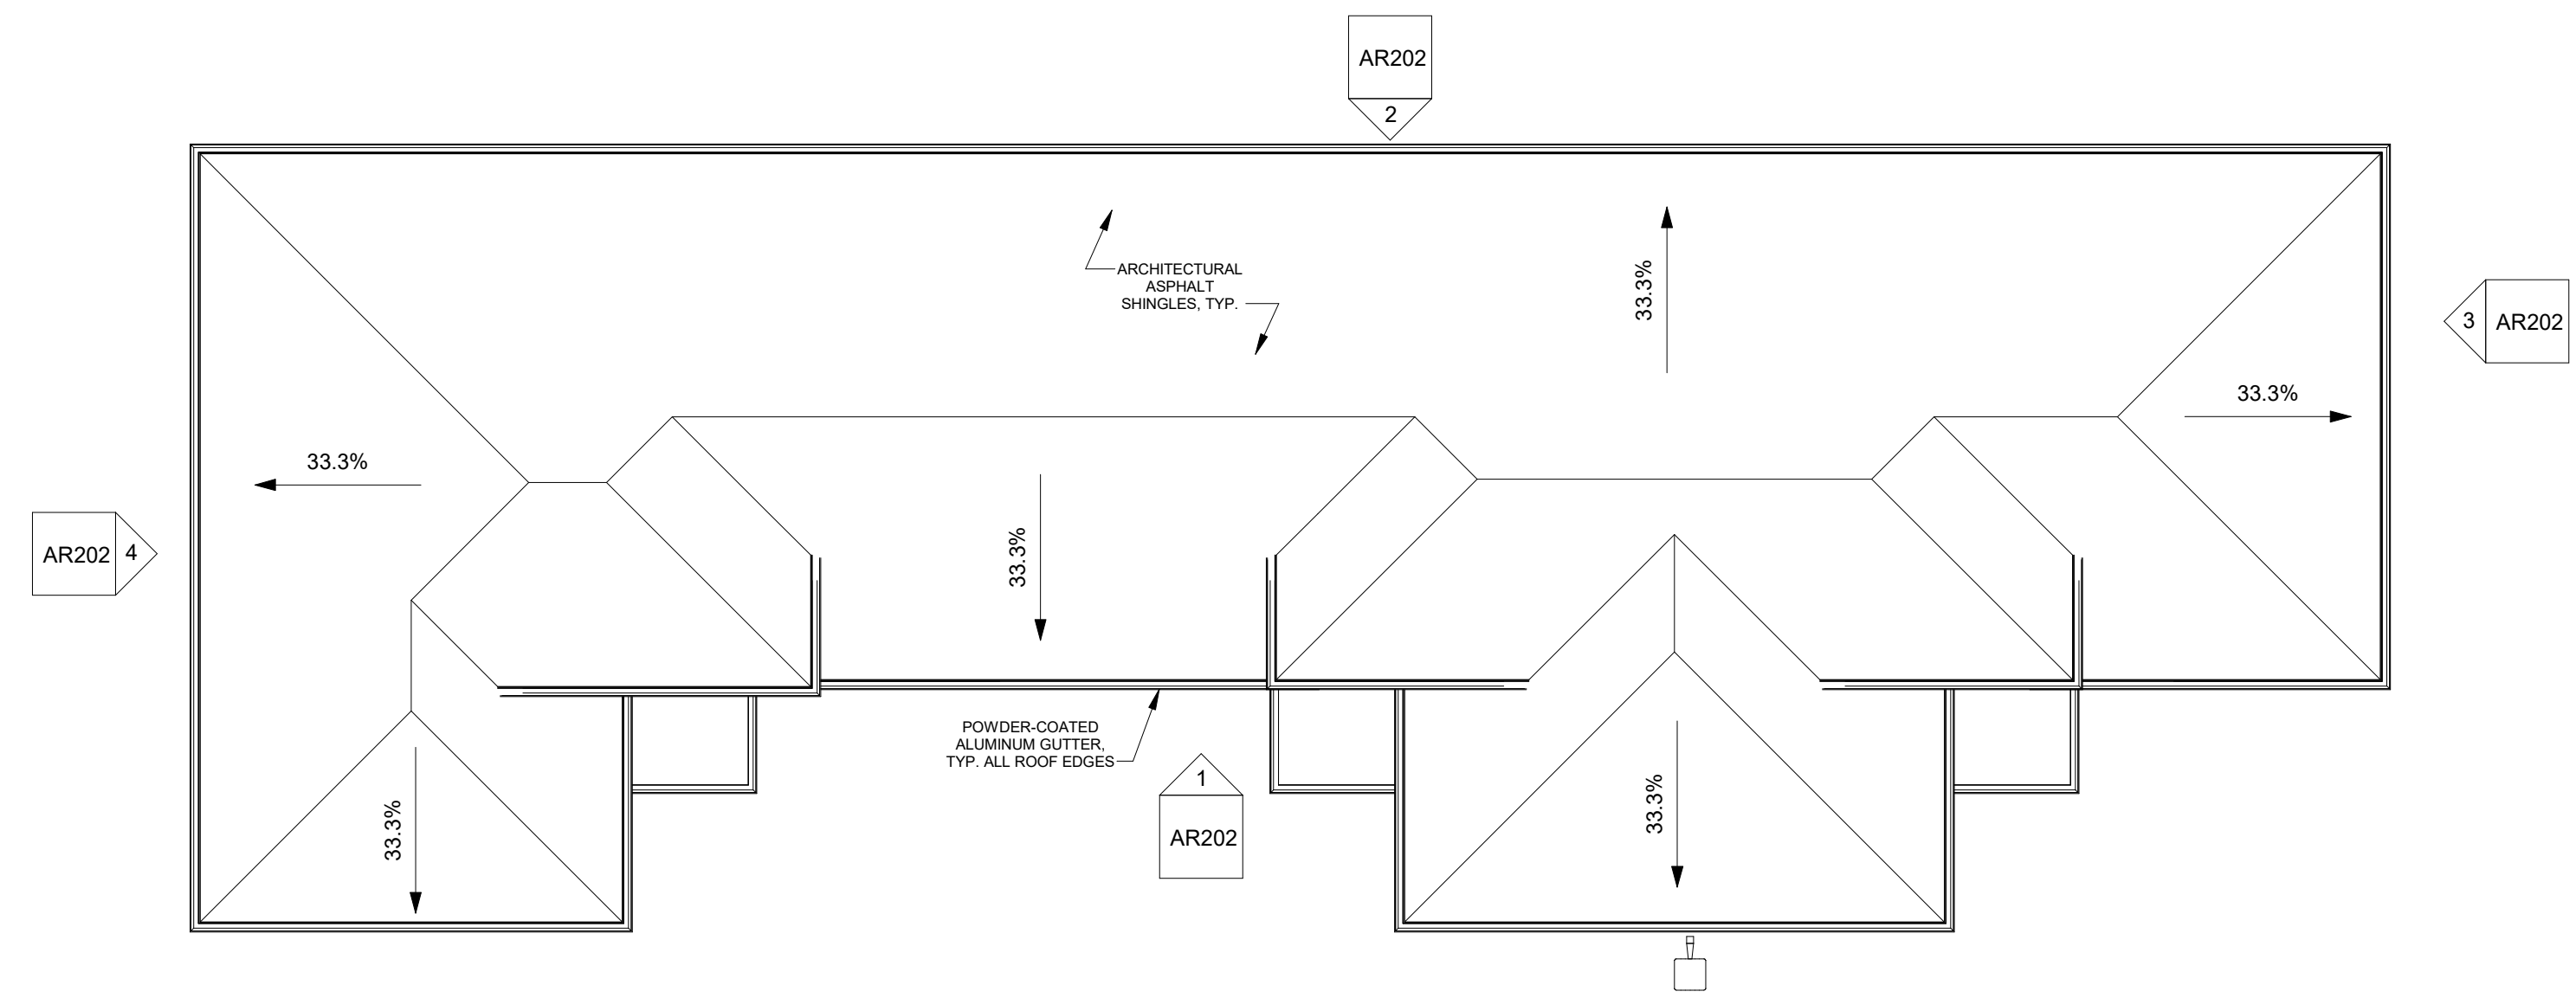 AR202
2
ARCHITECTURAL
ASPHALT
SHINGLES, TYP.
33.3%
3
AR202
33.3%
33.3%
AR202
4
33.3%
POWDER-COATED
ALUMINUM GUTTER,
TYP. ALL ROOF EDGES
1
AR202
33.3%
33.3%